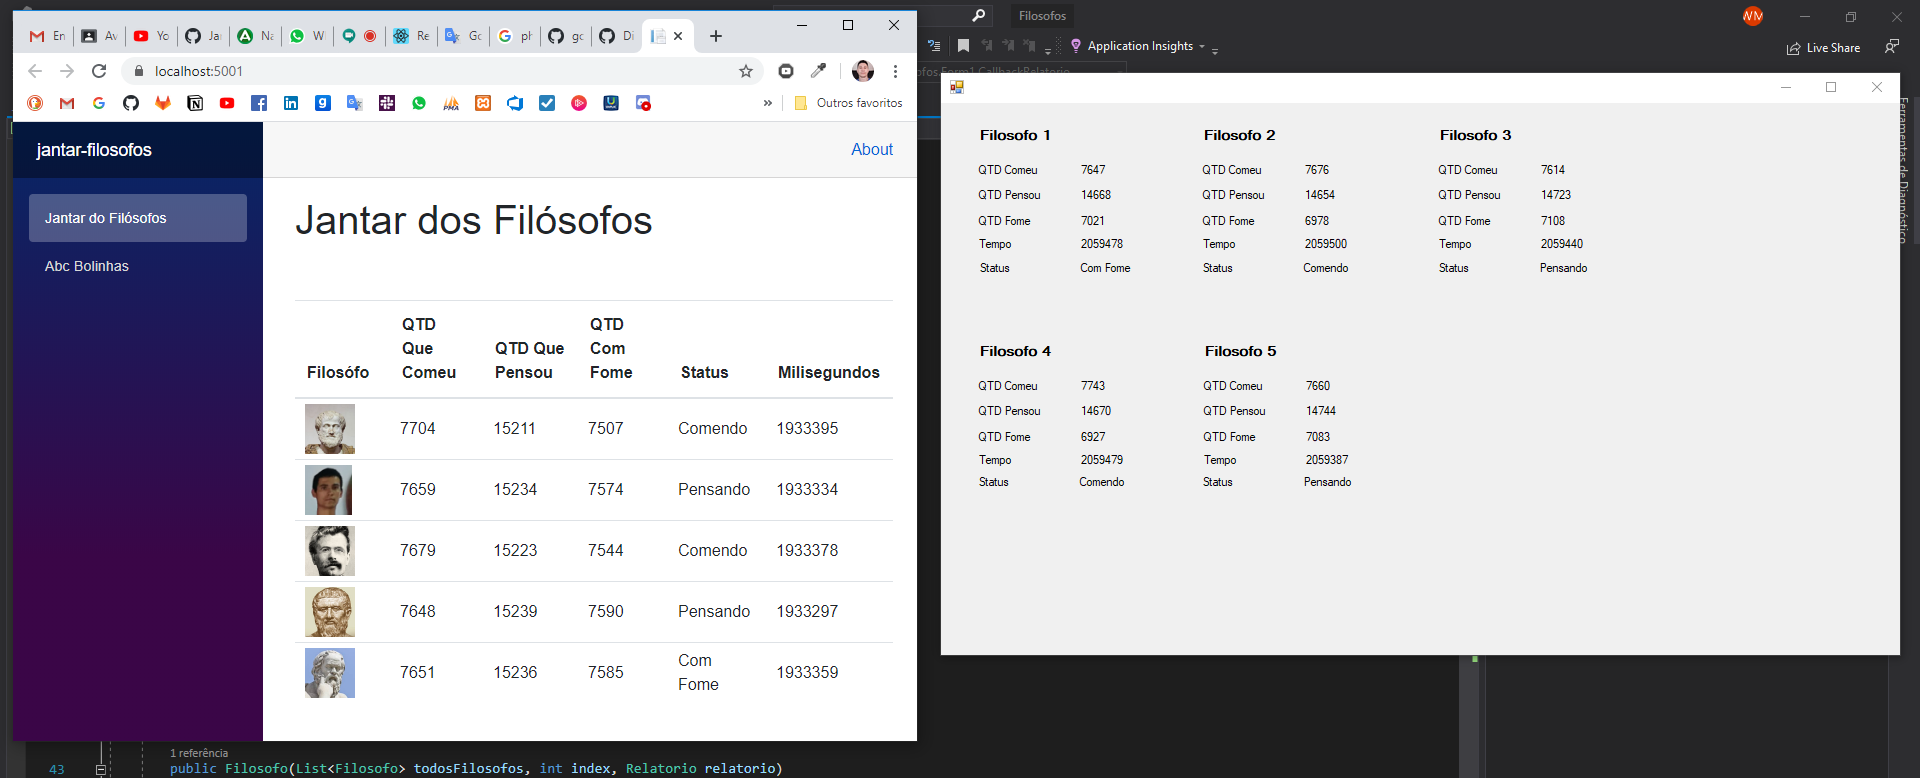 Filosofos
WM
En
Av
Yo
Ja
Na
W
Re
Gc
ph
gc
Di
Application Insights
Live Share
localhost:5001
ofos.Form1.CallbackRelatorio
PMA
»
Outros favoritos
jantar-filosofos
About
Jantar do Filósofos
Abc Bolinhas
Jantar dos Filósofos
Filosófo QTD Que Comeu QTD Que Pensou QTD Com Fome Status Milisegundos
7704 15211 7507 Comendo 1933395
7659 15234 7574 Pensando 1933334
7679 15223 7544 Comendo 1933378
7648 15239 7590 Pensando 1933297
7651 15236 7585 Com Fome 1933359
Filosofo 1
QTD Comeu 7647
QTD Pensou 14668
QTD Fome 7021
Tempo 2059478
Status Com Fome
Filosofo 2
QTD Comeu 7676
QTD Pensou 14654
QTD Fome 6978
Tempo 2059500
Status Comendo
Filosofo 3
QTD Comeu 7614
QTD Pensou 14723
QTD Fome 7108
Tempo 2059440
Status Pensando
Filosofo 4
QTD Comeu 7743
QTD Pensou 14670
QTD Fome 6927
Tempo 2059479
Status Comendo
Filosofo 5
QTD Comeu 7660
QTD Pensou 14744
QTD Fome 7083
Tempo 2059387
Status Pensando
Ferramentas de Diagnóstico
1 referência
43 public Filosofo(List<Filosofo> todosFilosofos, int index, Relatorio relatorio)